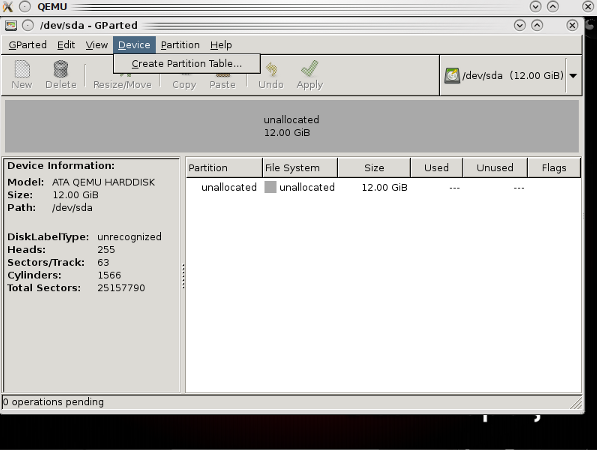 QEMU
/dev/sda - GParted
GParted Edit View Device Partition Help
Create Partition Table...
New Delete Resize/Move Copy Paste Undo Apply
/dev/sda (12.00 GiB)
unallocated
12.00 GiB
Device Information:
Model: ATA QEMU HARDDISK
Size: 12.00 GiB
Path: /dev/sda
DiskLabelType: unrecognized
Heads: 255
Sectors/Track: 63
Cylinders: 1566
Total Sectors: 25157790
Partition File System Size Used Unused Flags
unallocated unallocated 12.00 GiB --- ---
0 operations pending